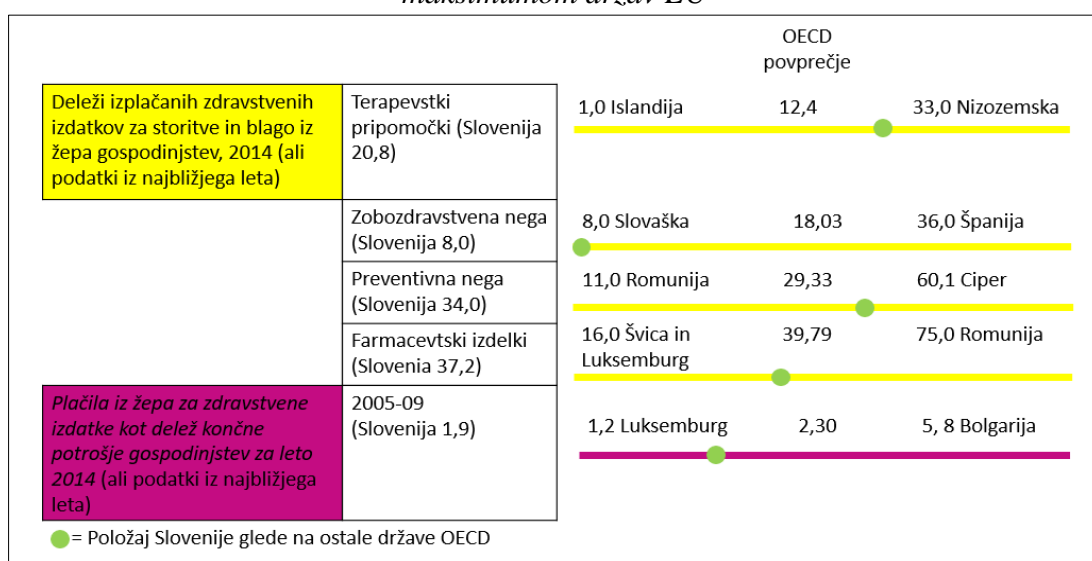 maksimumom držav EU
OECD
povprečje
Deleži izplačanih zdravstvenih
izdatkov za storitve in blago iz
žepa gospodinjstev, 2014 (ali
podatki iz najbližjega leta)
Terapevstki
pripomočki (Slovenija
20,8)
1,0 Islandija 12,4 33,0 Nizozemska
Zobozdravstvena nega
(Slovenija 8,0)
8,0 Slovaška 18,03 36,0 Španija
Preventivna nega
(Slovenija 34,0)
11,0 Romunija 29,33 60,1 Ciper
Farmacevtski izdelki
(Slovenia 37,2)
16,0 Švica in 39,79 75,0 Romunija
Luksemburg
Plačila iz žepa za zdravstvene
izdatke kot delež končne
potrošje gospodinjstev za leto
2014 (ali podatki iz najbližjega
leta)
2005-09
(Slovenija 1,9)
1,2 Luksemburg 2,30 5, 8 Bolgarija
= Položaj Slovenije glede na ostale države OECD